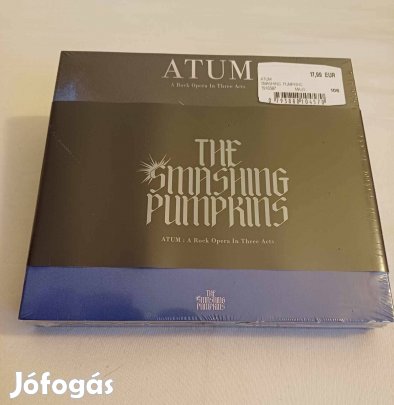 ATUM
A Rock Opera In Three Acts
17,00 EUR
ATUM
SMASHING PUMPKINS
THE
SMASHING
PUMPKINS
ATUM : A Rock Opera In Three Acts
THE
SMASHING
PUMPKINS
Jófogás